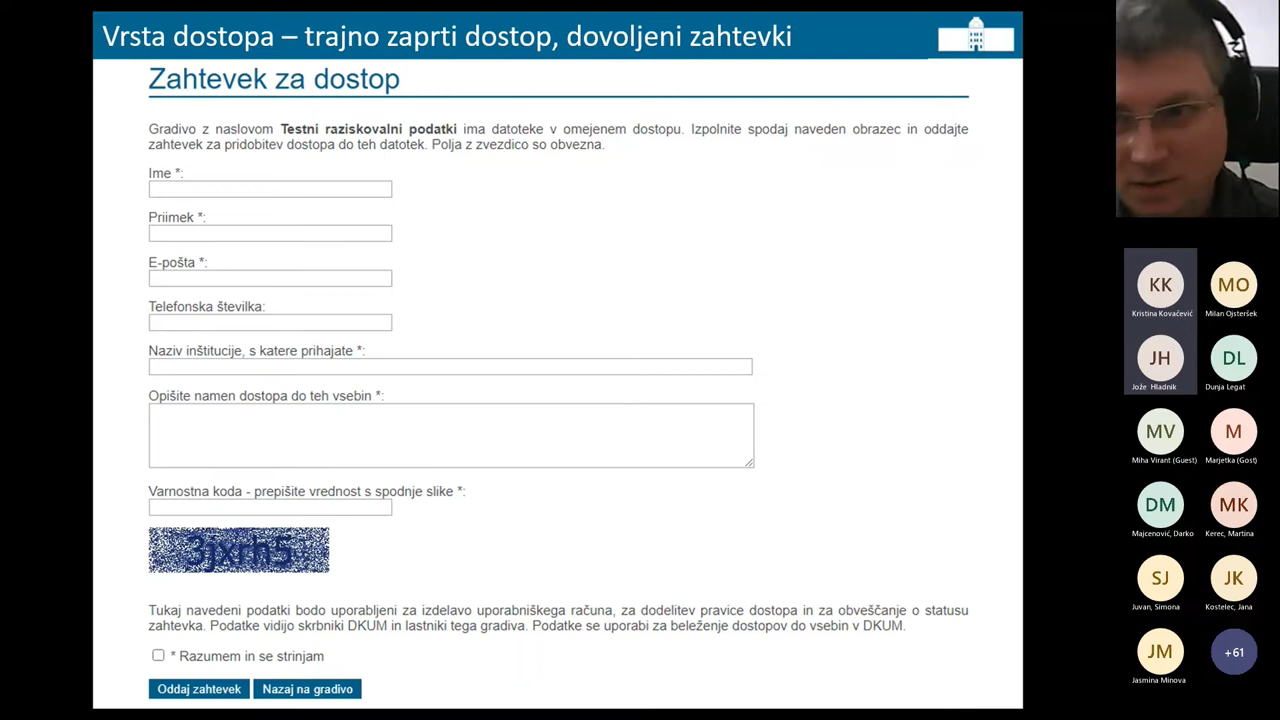 Vrsta dostopa – trajno zaprti dostop, dovoljeni zahtevki
Zahtevek za dostop
Gradivo z naslovom Testni raziskovalni podatki ima datoteke v omejenem dostopu. Izpolnite spodaj naveden obrazec in oddajte
zahtevek za pridobitev dostopa do teh datotek. Polja z zvezdico so obvezna.
Ime *:
Priimek *:
E-pošta *:
Telefonska številka:
Naziv inštitucije, s katere prihajate *:
Opišite namen dostopa do teh vsebin *:
Varnostna koda - prepišite vrednost s spodnje slike *:
3jxrh5
Tukaj navedeni podatki bodo uporabljeni za izdelavo uporabniškega računa, za dodelitev pravice dostopa in za obveščanje o statusu
zahtevka. Podatke vidijo skrbniki DKUM in lastniki tega gradiva. Podatke se uporabi za beleženje dostopov do vsebin v DKUM.
* Razumem in se strinjam
Oddaj zahtevek
Nazaj na gradivo
KK
Kristina Kovačević
MO
Milan Ojsteršek
JH
Jože Hladnik
DL
Dunja Legat
MV
Miha Virant (Guest)
M
Marjetka (Gost)
DM
Majcenović, Darko
MK
Kerec, Martina
SJ
Juvan, Simona
JK
Kostelec, Jana
JM
Jasmina Minova
+61